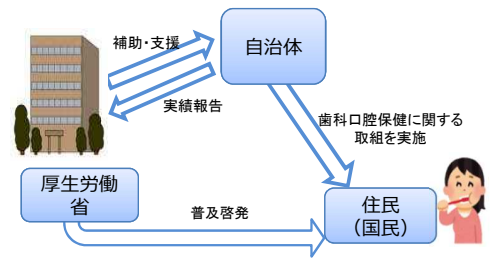 補助・支援
自治体
実績報告
歯科口腔保健に関する
取組を実施
厚生労働
省
普及啓発
住民
（国民）